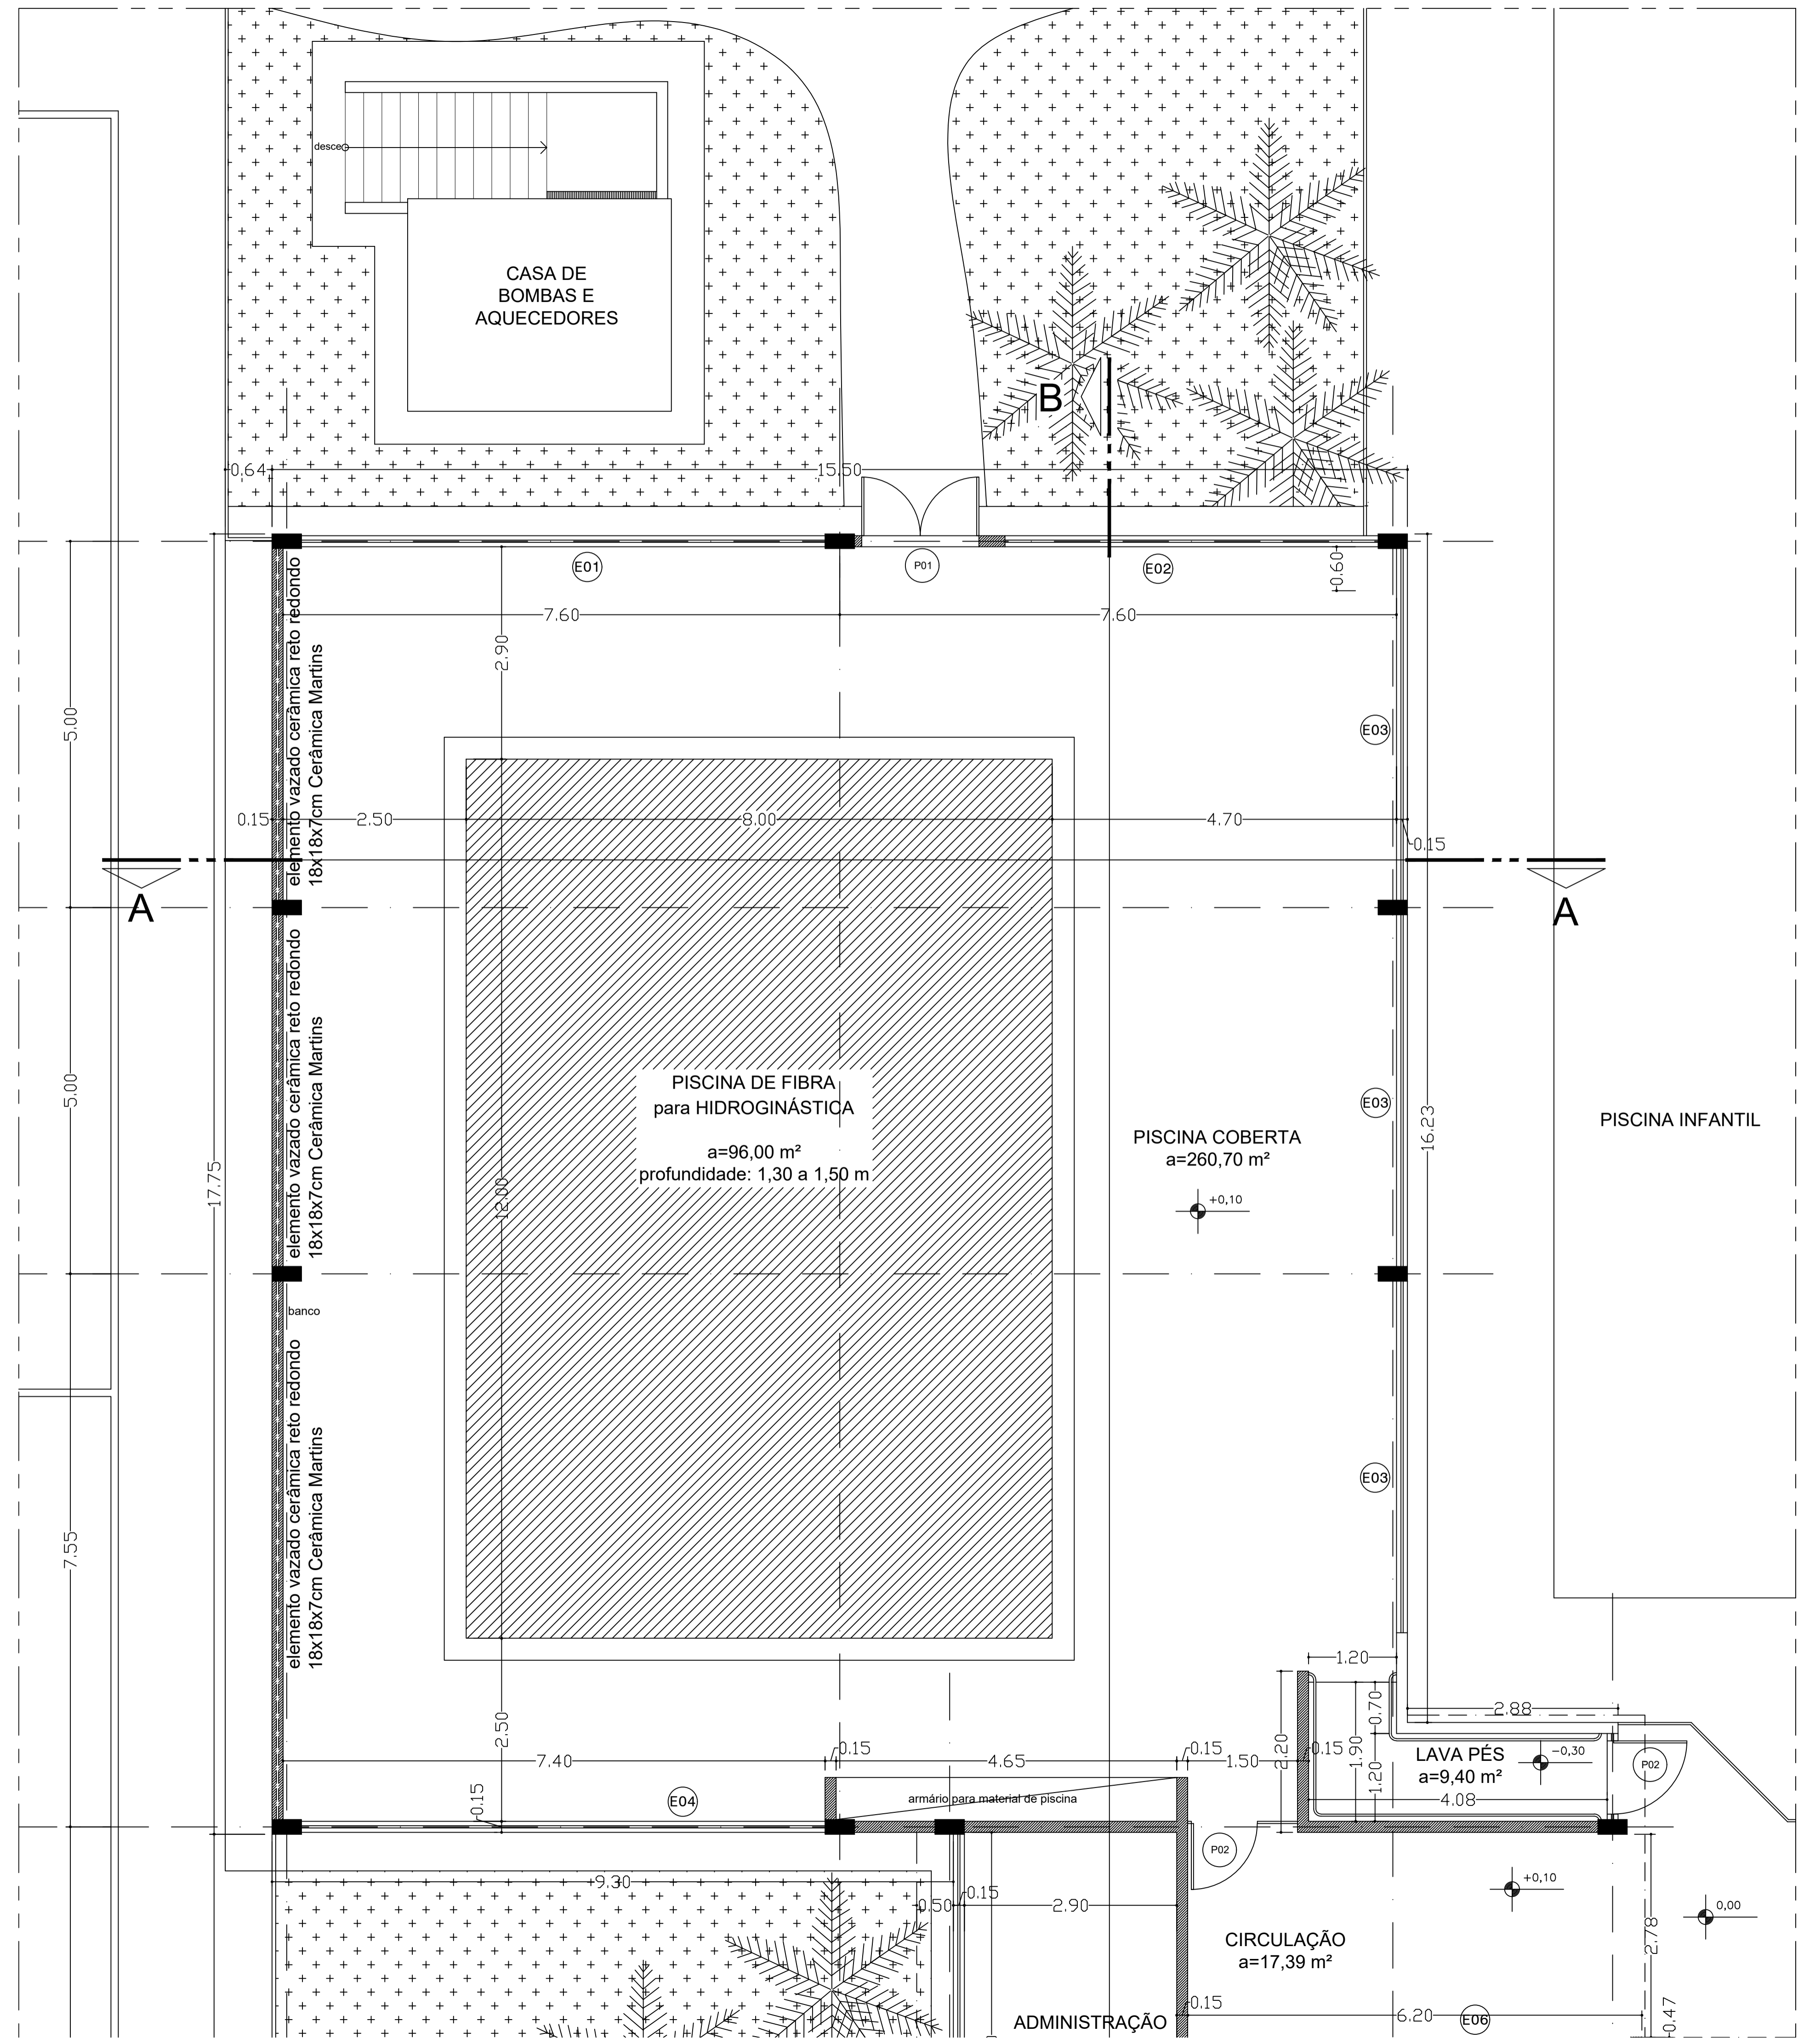 desce
CASA DE
BOMBAS E
AQUECEDORES
B
0.64
15.50
E01
P01
E02
0.60
7.60
7.60
2.90
5.00
elemento vazado cerâmica reto redondo
18x18x7cm Cerâmica Martins
E03
0.15
2.50
8.00
4.70
0.15
A
A
5.00
elemento vazado cerâmica reto redondo
18x18x7cm Cerâmica Martins
PISCINA DE FIBRA
para HIDROGINÁSTICA
a=96,00 m²
profundidade: 1,30 a 1,50 m
12.00
E03
PISCINA COBERTA
a=260,70 m²
+0,10
16.23
PISCINA INFANTIL
17.75
banco
elemento vazado cerâmica reto redondo
18x18x7cm Cerâmica Martins
7.55
E03
1.20
0.70
2.88
2.50
7.40
0.15
4.65
0.15
1.50
2.20
0.15
1.90
1.20
LAVA PÉS
a=9,40 m²
-0,30
P02
4.08
0.15
E04
armário para material de piscina
P02
9.30
0.50
0.15
2.90
+0,10
0,00
CIRCULAÇÃO
a=17,39 m²
2.78
0.15
6.20
E06
0.47
ADMINISTRAÇÃO